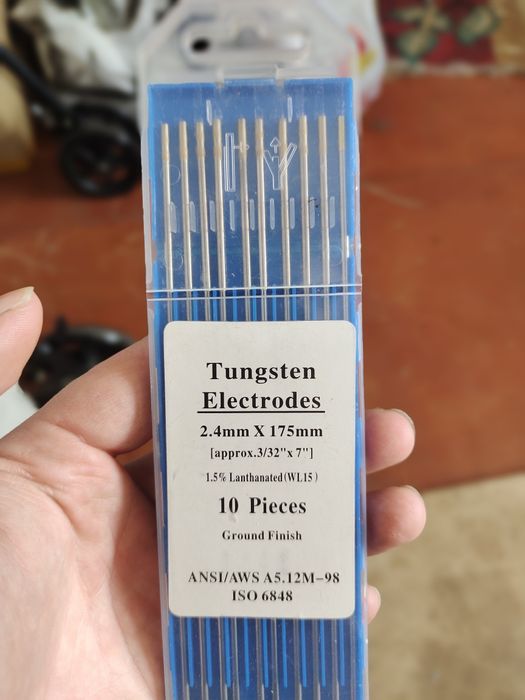 Tungsten
Electrodes
2.4mm X 175mm
[approx.3/32"x 7"]
1.5% Lanthanated(WL15)
10 Pieces
Ground Finish
ANSI/AWS A5.12M-98
ISO 6848